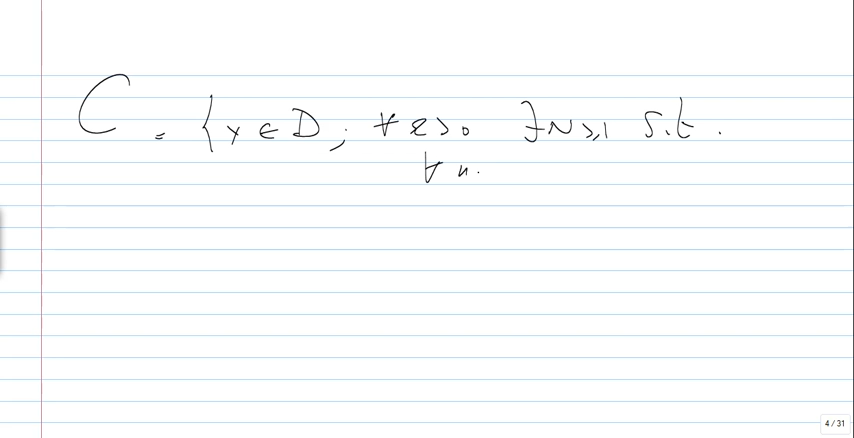 C = { x ∈ D ; ∀ ε > 0 ∃ N ≥ 1 s.t.
∀ n.
4 / 31